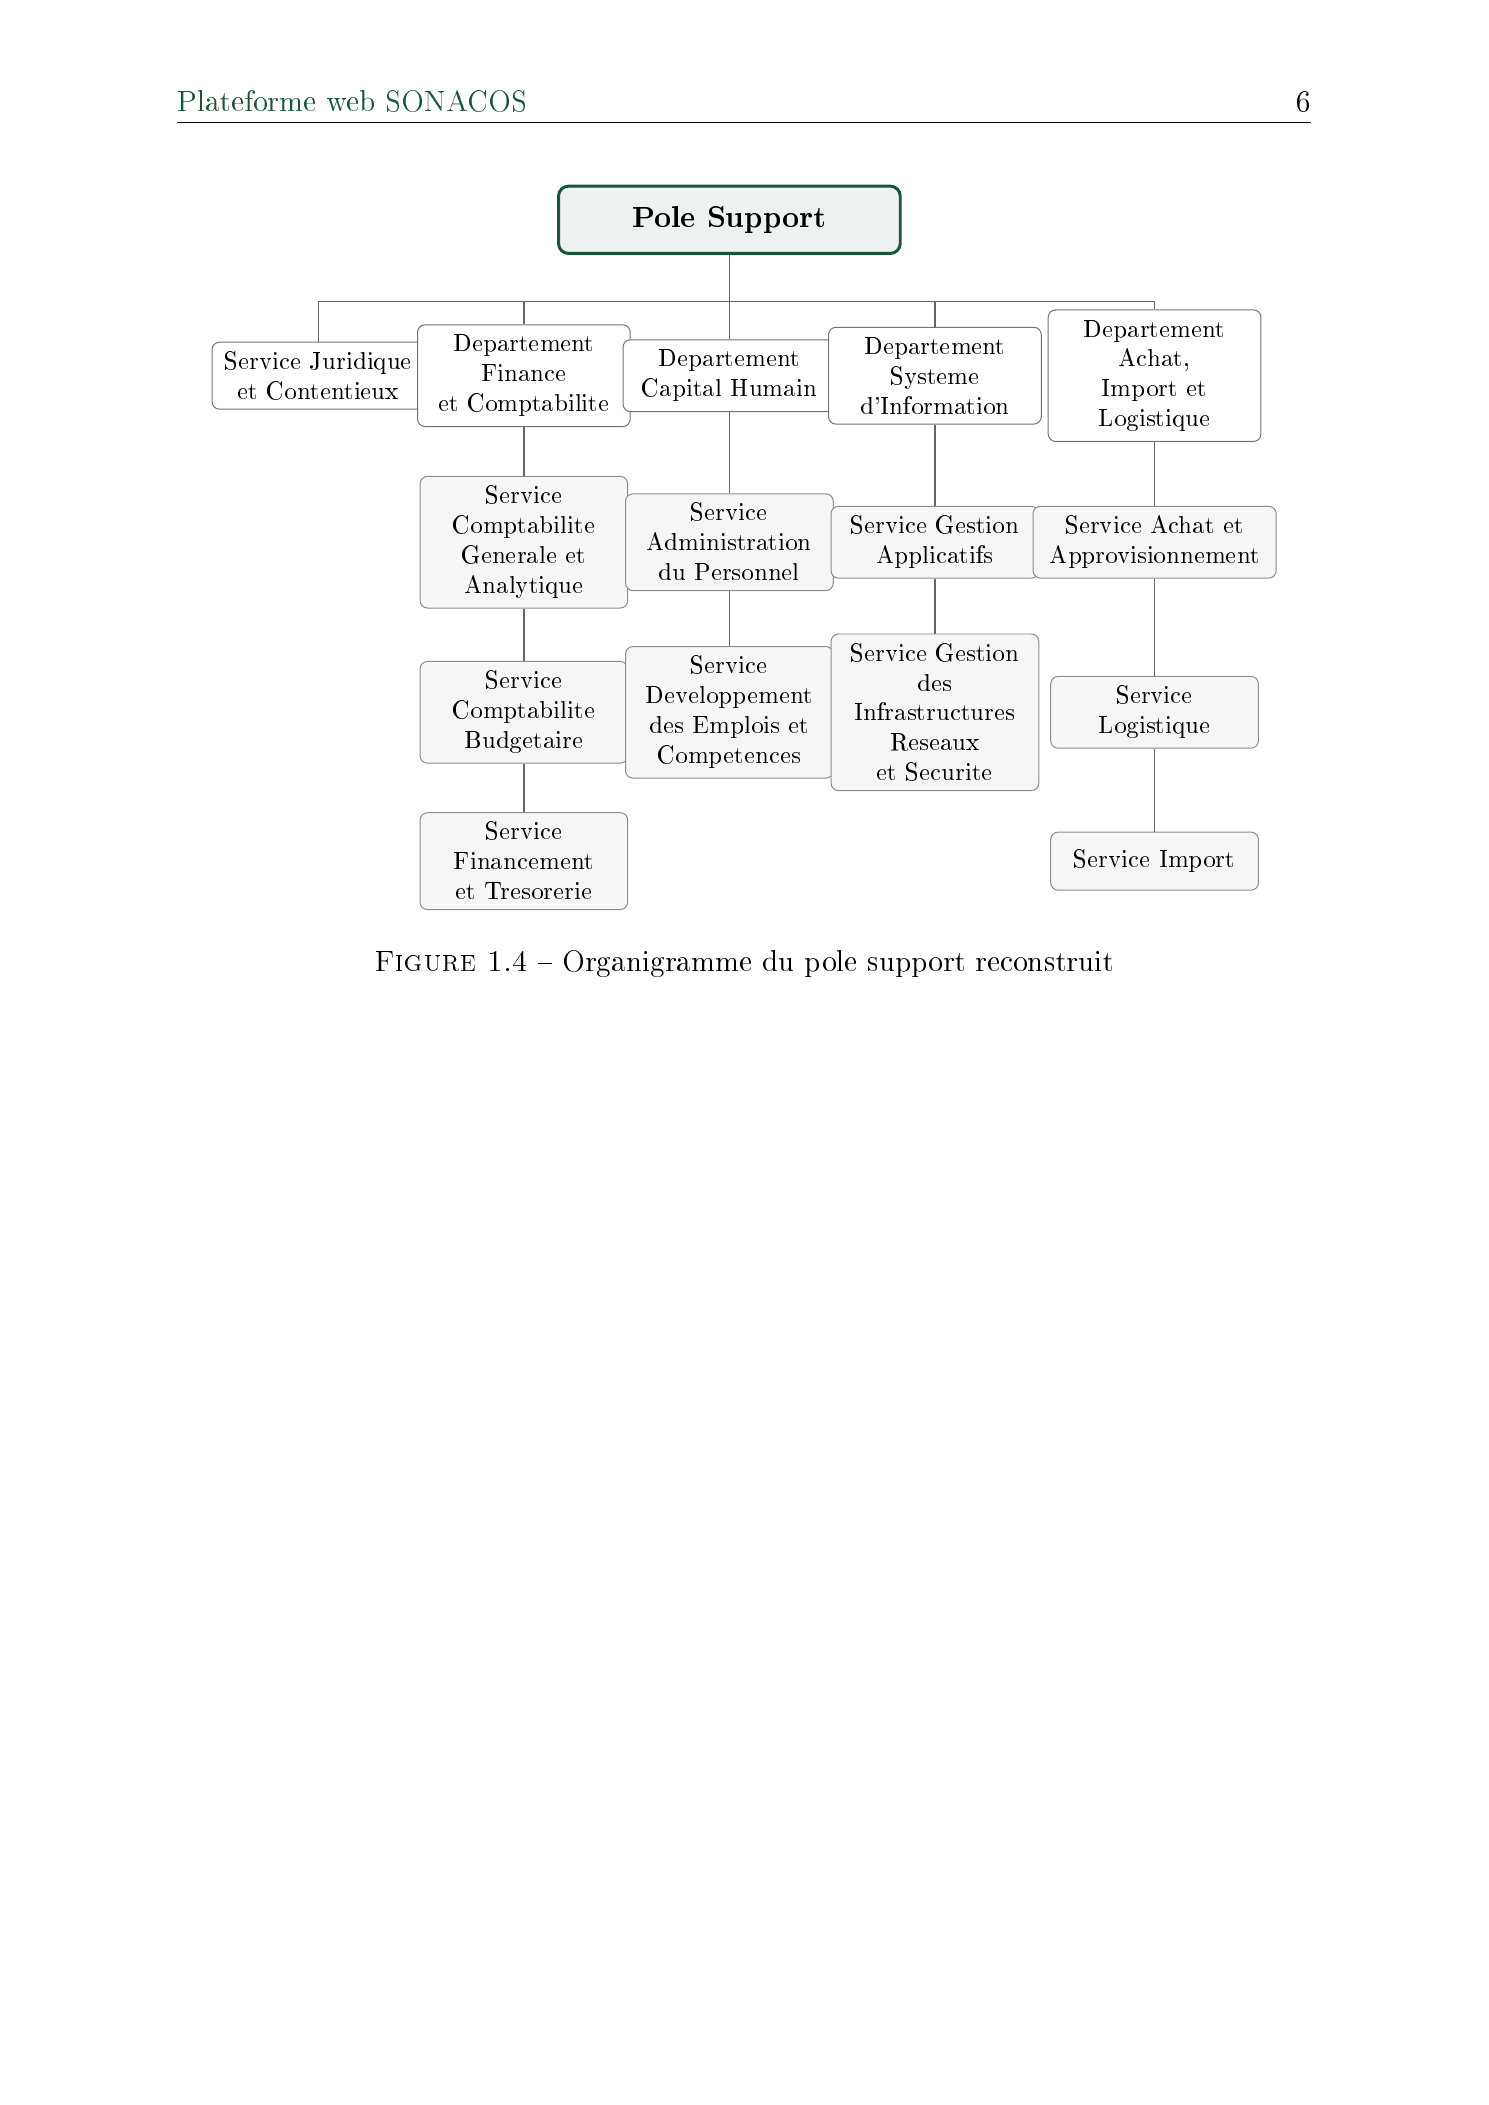 Plateforme web SONACOS
6
Pole Support
Service Juridique
et Contentieux
Departement
Finance
et Comptabilite
Departement
Capital Humain
Departement
Systeme
d'Information
Departement
Achat,
Import et
Logistique
Service
Comptabilite
Generale et
Analytique
Service
Administration
du Personnel
Service Gestion
Applicatifs
Service Achat et
Approvisionnement
Service
Comptabilite
Budgetaire
Service
Developpement
des Emplois et
Competences
Service Gestion
des
Infrastructures
Reseaux
et Securite
Service
Logistique
Service
Financement
et Tresorerie
Service Import
FIGURE 1.4 – Organigramme du pole support reconstruit